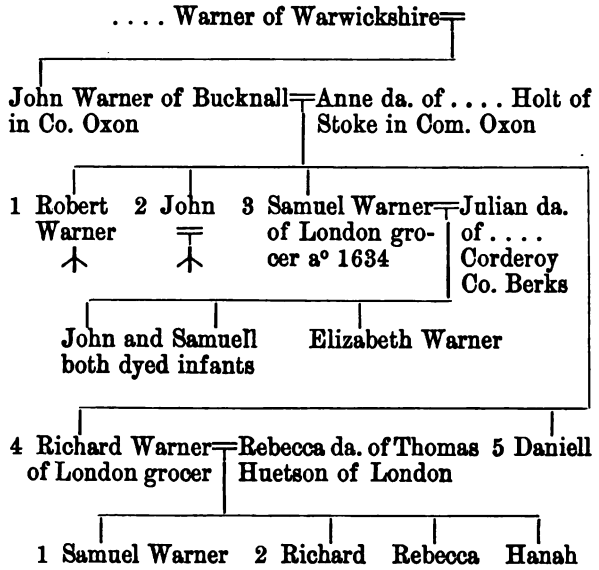 . . . . Warner of Warwickshire
John Warner of Bucknall Anne da. of . . . . Holt of
in Co. Oxon Stoke in Com. Oxon
1 Robert 2 John 3 Samuel Warner Julian da.
Warner of London gro- of . . . .
cer aº 1634 Corderoy
Co. Berks
John and Samuell Elizabeth Warner
both dyed infants
4 Richard Warner Rebecca da. of Thomas 5 Daniell
of London grocer Huetson of London
1 Samuel Warner 2 Richard Rebecca Hanah